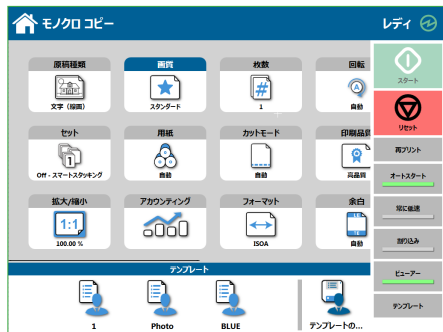 モノクロ コピー
レディ
原稿種類
画質
枚数
回転
文字 (線画)
スタンダード
#
1
自動
スタート
リセット
セット
用紙
カットモード
印刷品質
Off - スマートスタッキング
自動
自動
高品質
再プリント
オートスタート
拡大/縮小
アカウンティング
フォーマット
余白
1:1
100.00 %
ISOA
自動
常に後退
割り込み
ビューアー
テンプレート
テンプレート
1
Photo
BLUE
テンプレートの...